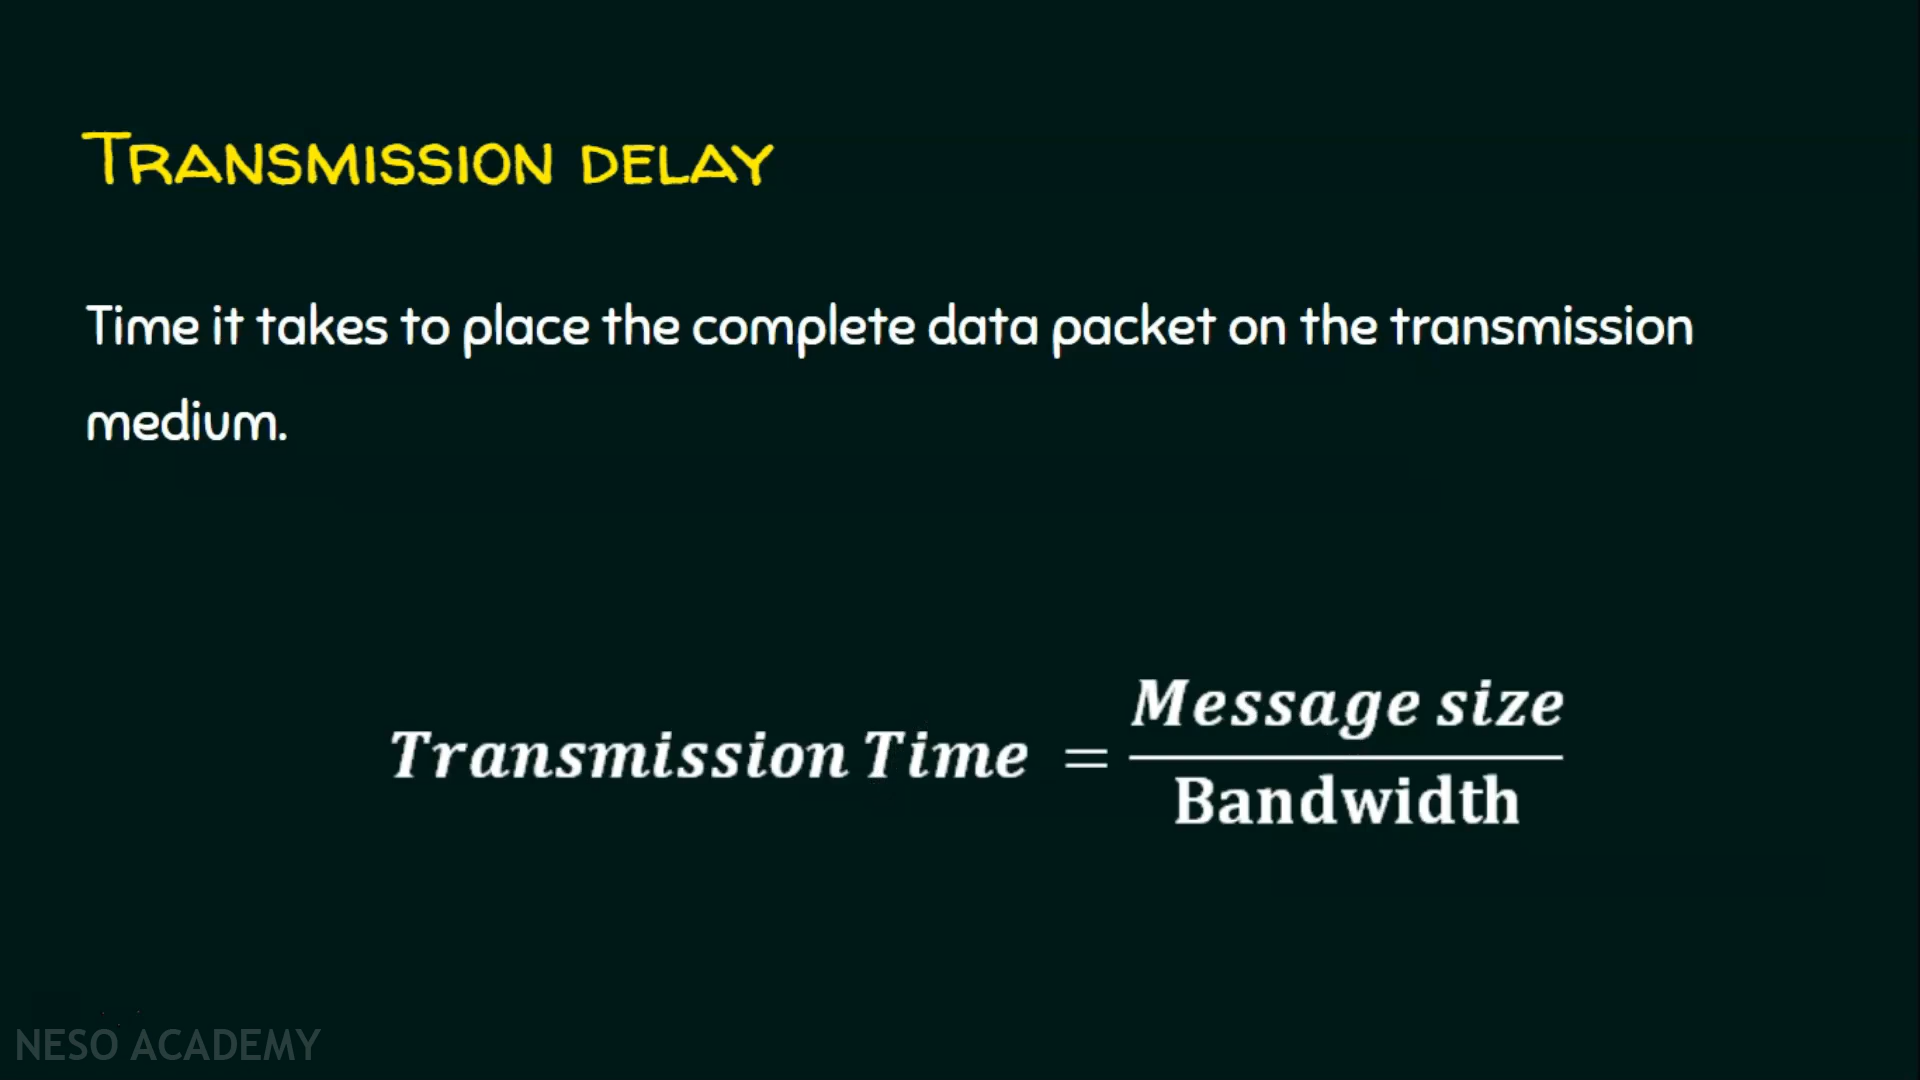 TRANSMISSION DELAY
Time it takes to place the complete data packet on the transmission
medium.
Transmission Time = Message size / Bandwidth
NESO ACADEMY